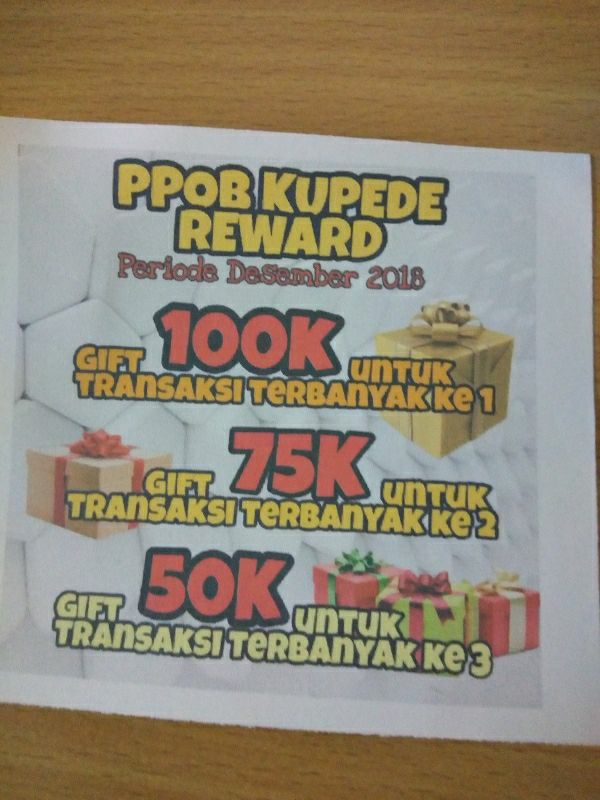 PPOB KUPEDE
REWARD
Periode Desember 2018
GIFT 100K UNTUK
TRANSAKSI TERBANYAK Ke 1
GIFT 75K UNTUK
TRANSAKSI TERBANYAK Ke 2
GIFT 50K UNTUK
TRANSAKSI TERBANYAK Ke 3